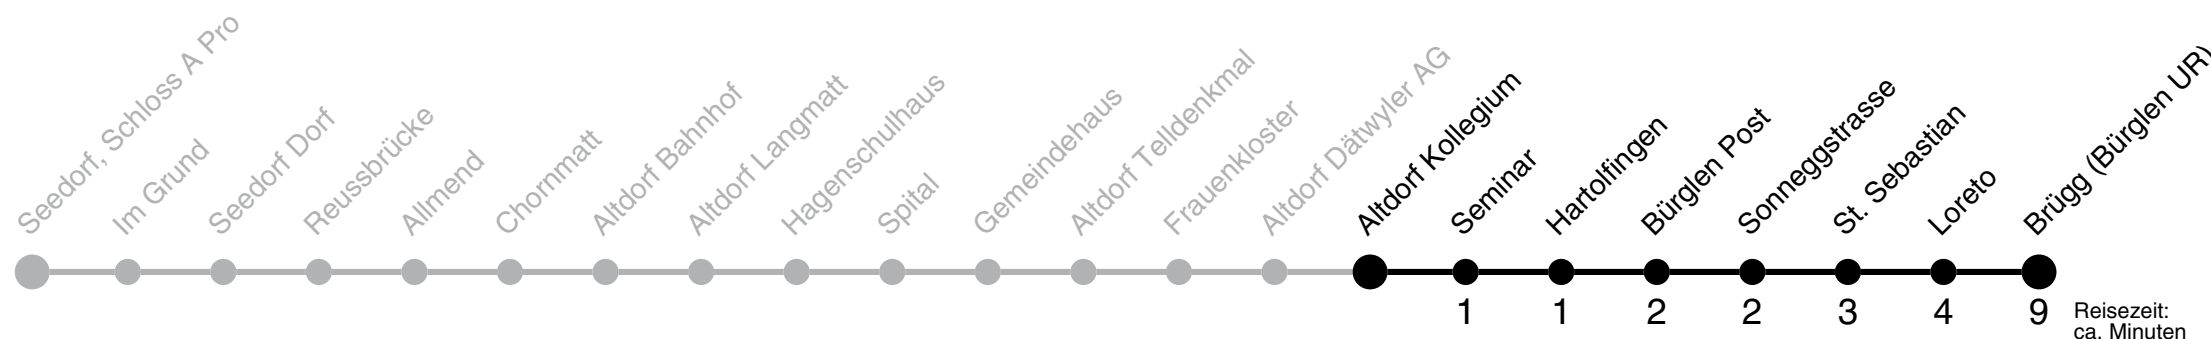 Seedorf, Schloss A Pro
Im Grund
Seedorf Dorf
Reussbrücke
Allmend
Chornmatt
Altdorf Bahnhof
Altdorf Langmatt
Hagenschulhaus
Spital
Gemeindehaus
Altdorf Telldenkmal
Frauenkloster
Altdorf Dätwyler AG
Altdorf Kollegium
Seminar
Hartolfingen
Bürglen Post
Sonneggstrasse
St. Sebastian
Loreto
Brügg (Bürglen UR)
1 1 2 2 3 4 9
Reisezeit:
ca. Minuten